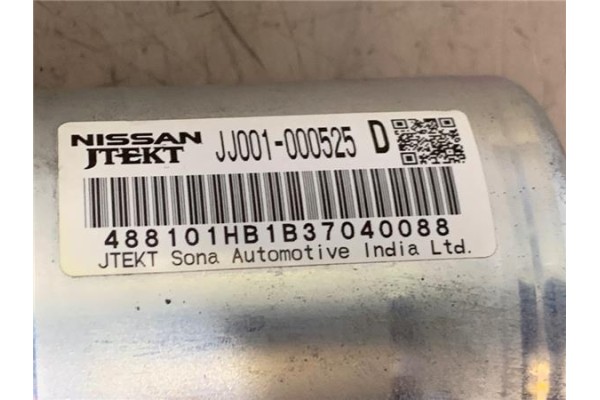 NISSAN JJ001-000525 D
JTEKT
488101HB1B37040088
JTEKT Sona Automotive India Ltd.